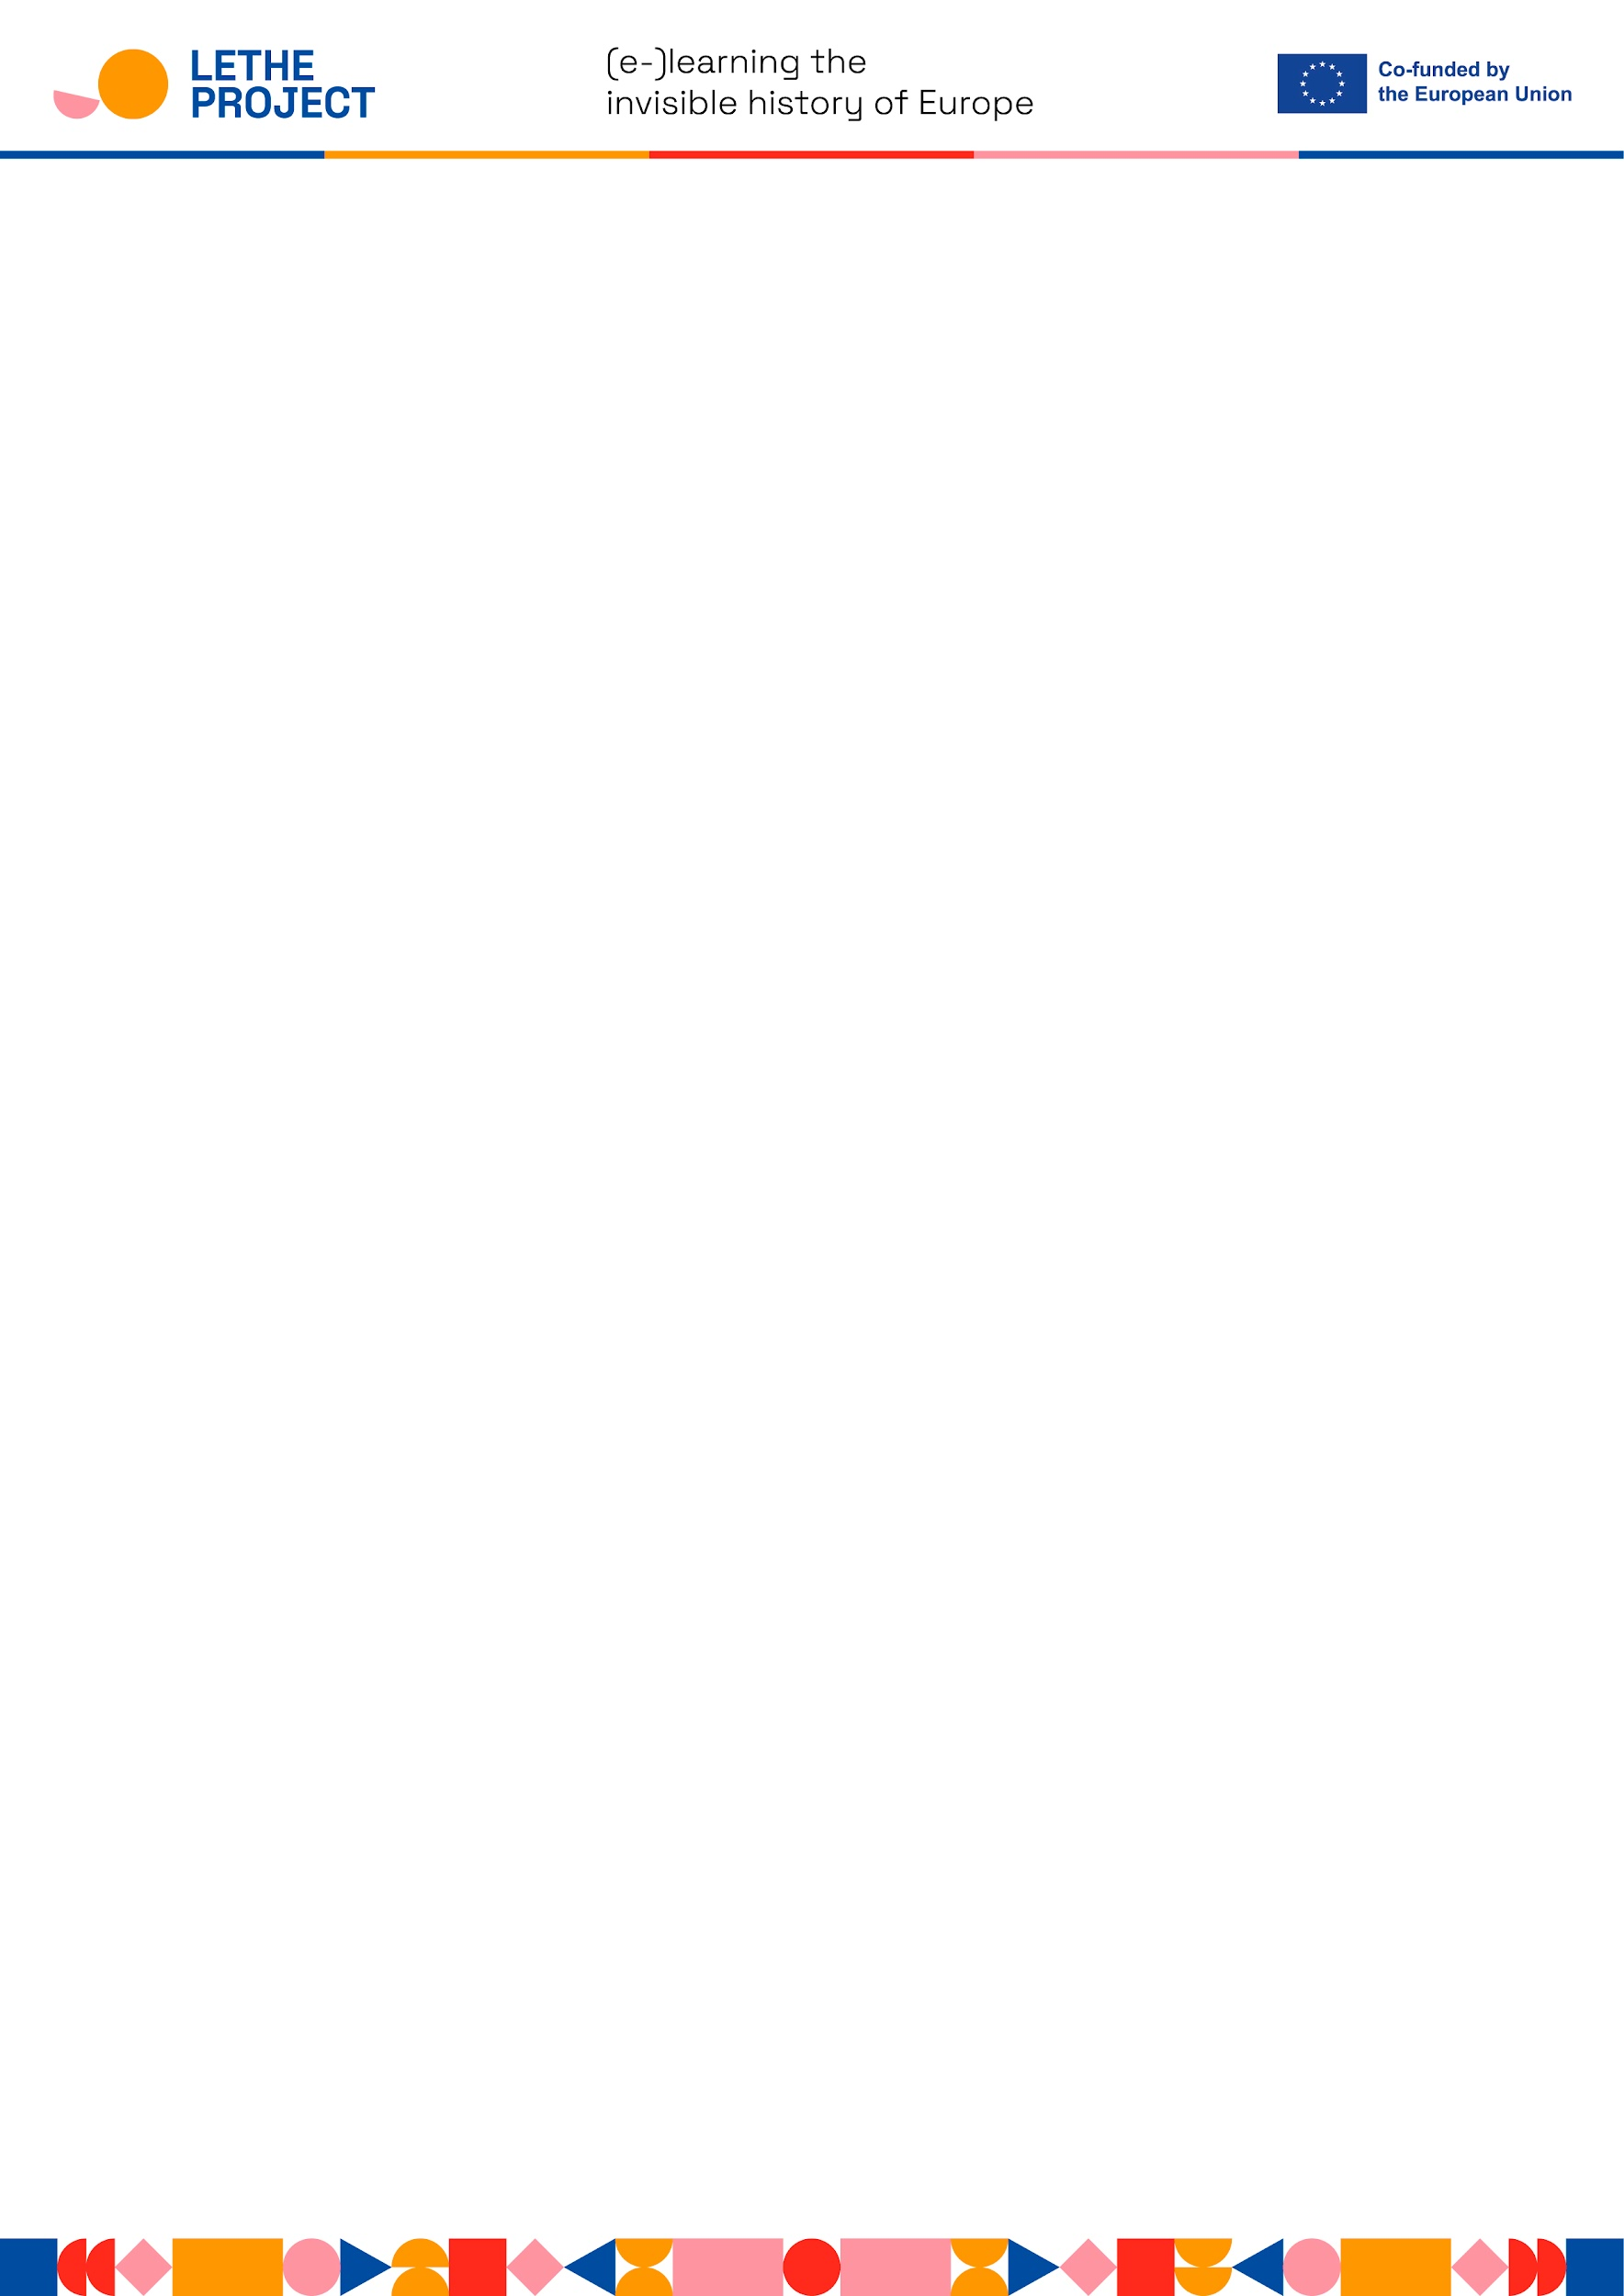 LETHE
PROJECT
(e-)learning the
invisible history of Europe
Co-funded by
the European Union